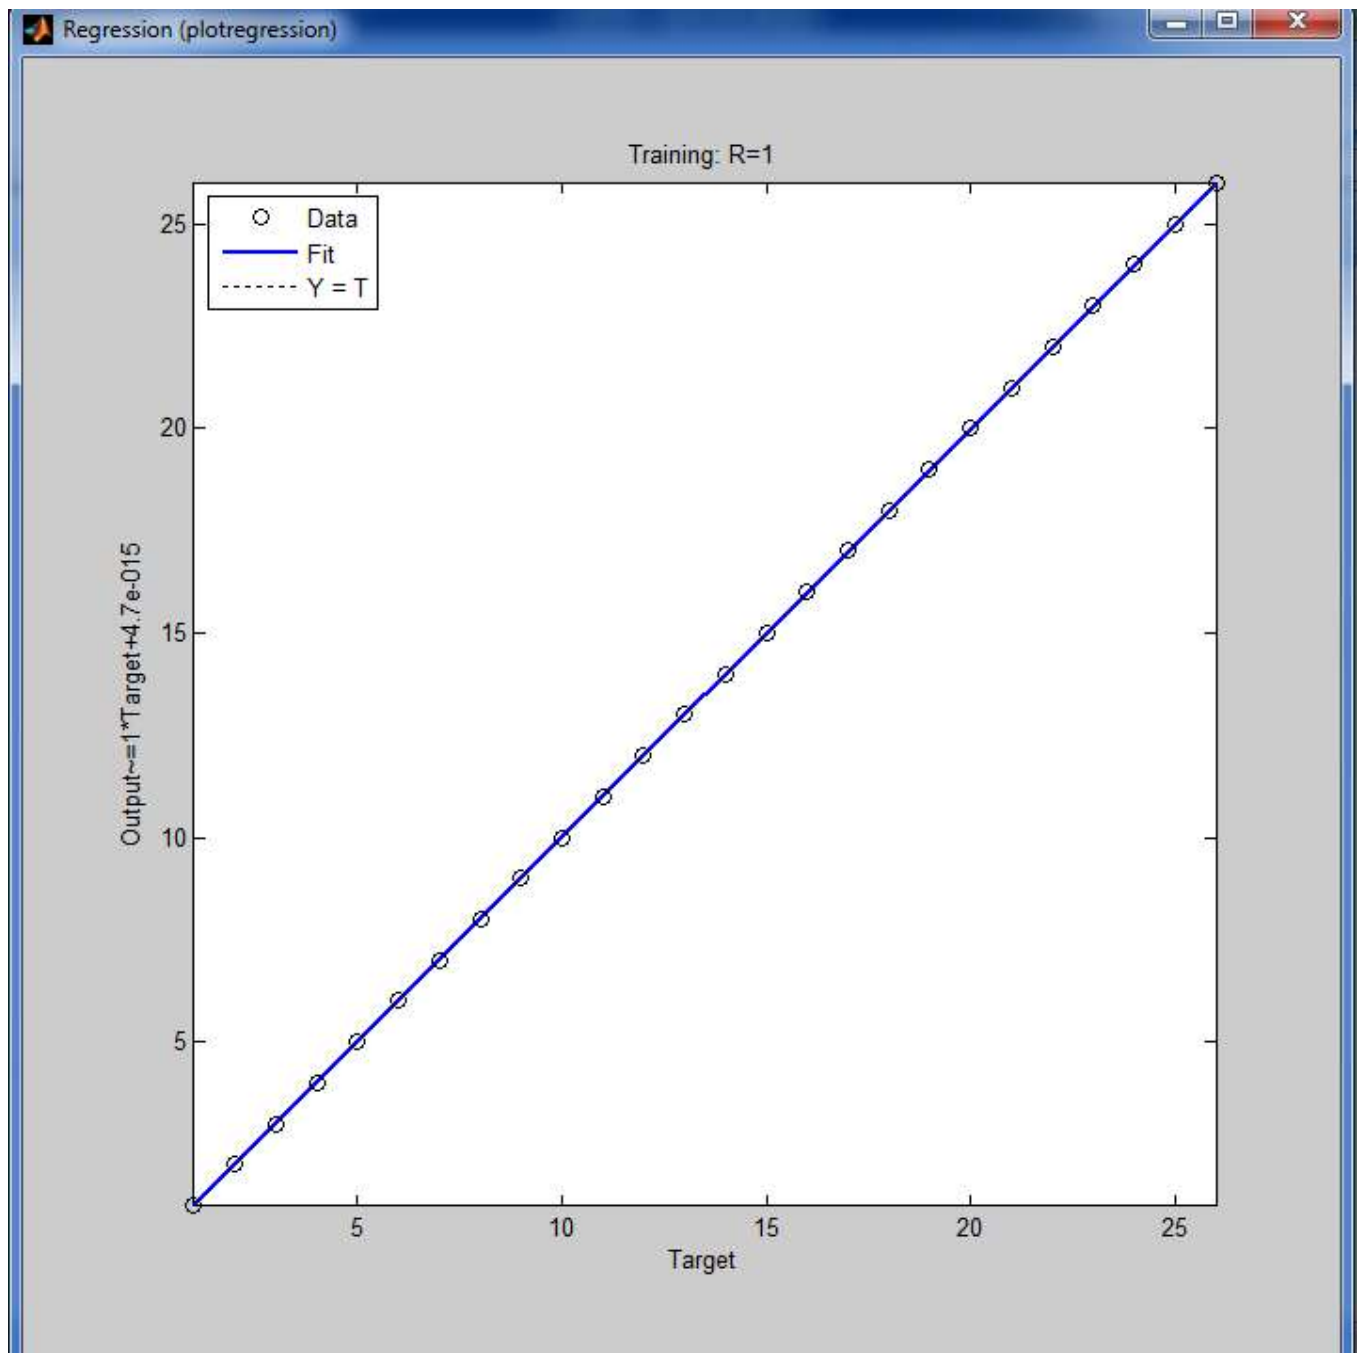 Regression (plotregression)
Training: R=1
Data
Fit
Y = T
25
20
15
10
5
Output~=1*Target+4.7e-015
5
10
15
20
25
Target